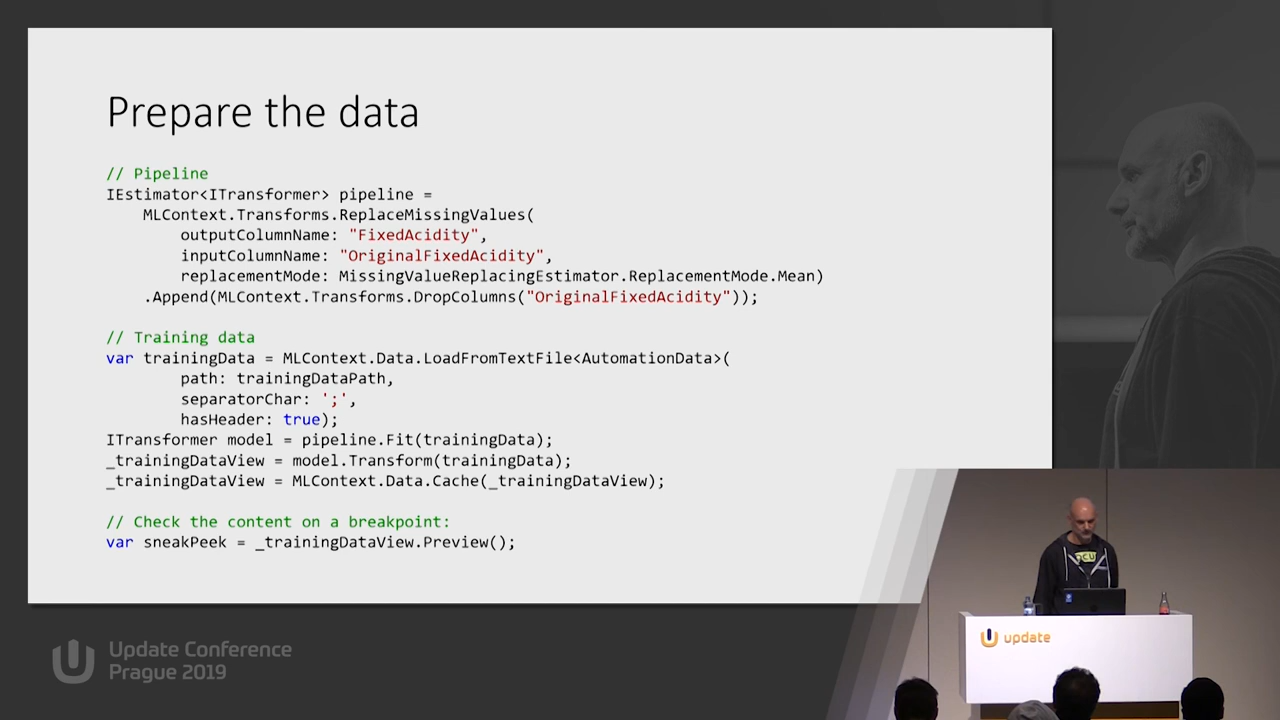 Prepare the data
// Pipeline
IEstimator<ITransformer> pipeline =
MLContext.Transforms.ReplaceMissingValues(
outputColumnName: "FixedAcidity",
inputColumnName: "OriginalFixedAcidity",
replacementMode: MissingValueReplacingEstimator.ReplacementMode.Mean)
.Append(MLContext.Transforms.DropColumns("OriginalFixedAcidity"));
// Training data
var trainingData = MLContext.Data.LoadFromTextFile<AutomationData>(
path: trainingDataPath,
separatorChar: ';',
hasHeader: true);
ITransformer model = pipeline.Fit(trainingData);
_trainingDataView = model.Transform(trainingData);
_trainingDataView = MLContext.Data.Cache(_trainingDataView);
// Check the content on a breakpoint:
var sneakPeek = _trainingDataView.Preview();
update
Update Conference
Prague 2019